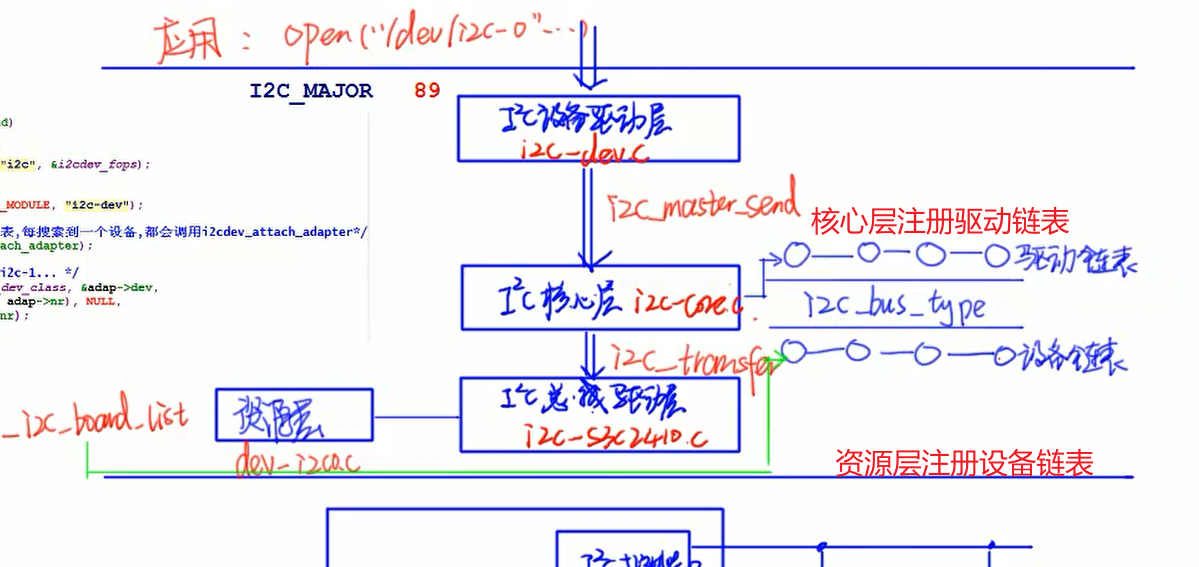 应用： open("/dev/i2c-0"...)
I2C_MAJOR 89
nd)
"i2c", &i2cdev_fops);
_MODULE, "i2c-dev");
表,每搜索到一个设备,都会调用i2cdev_attach_adapter*/
ach_adapter);
i2c-1... */
dev_class, &adap->dev,
adap->nr), NULL,
nr);
I²C设备驱动层
i2c-dev.c
i2c_master_send
核心层注册驱动链表
驱动链表
I²C核心层 i2c-core.c
i2c_bus_type
i2c_transfer
设备链表
I²C总线驱动层
i2c-s3c2410.c
_i2c_board_list
资源层
dev-i2c0.c
资源层注册设备链表